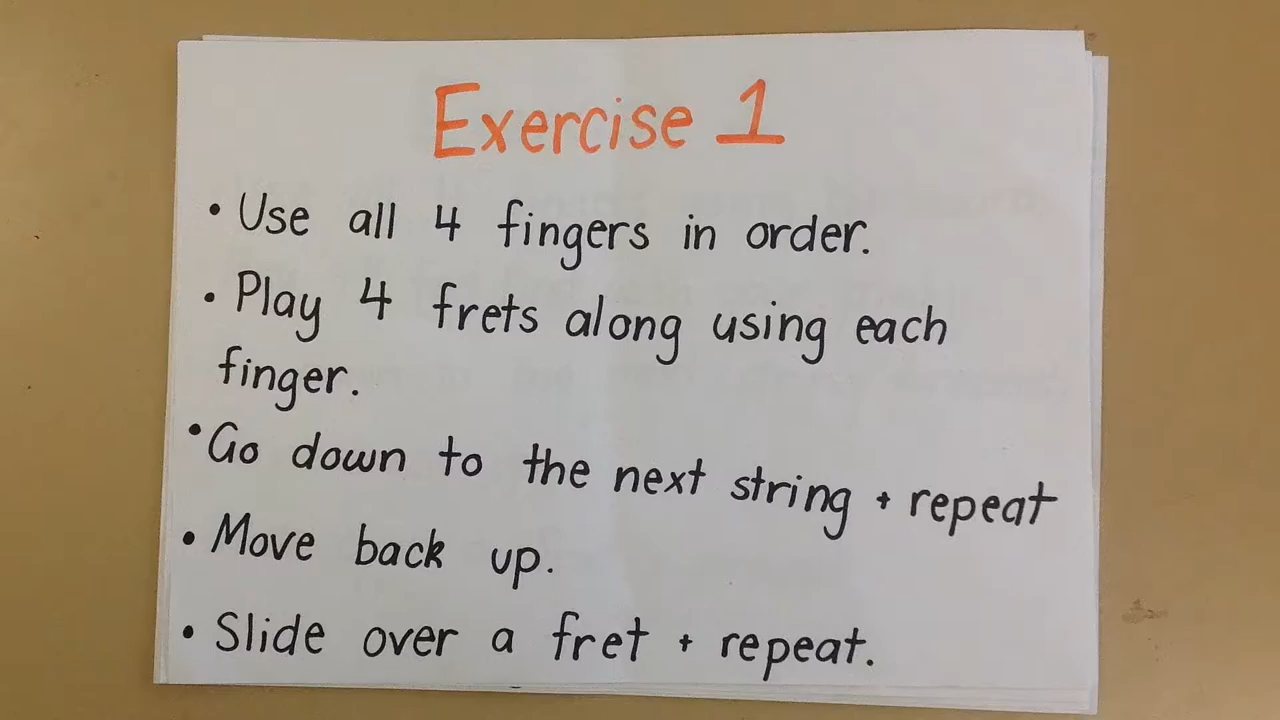 Exercise 1
• Use all 4 fingers in order.
• Play 4 frets along using each
finger.
• Go down to the next string + repeat
• Move back up.
• Slide over a fret + repeat.